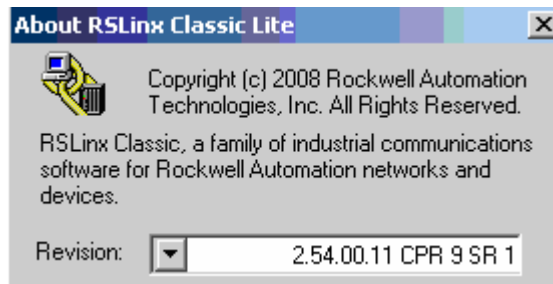 About RSLinx Classic Lite
Copyright (c) 2008 Rockwell Automation
Technologies, Inc. All Rights Reserved.
RSLinx Classic, a family of industrial communications
software for Rockwell Automation networks and
devices.
Revision: 2.54.00.11 CPR 9 SR 1